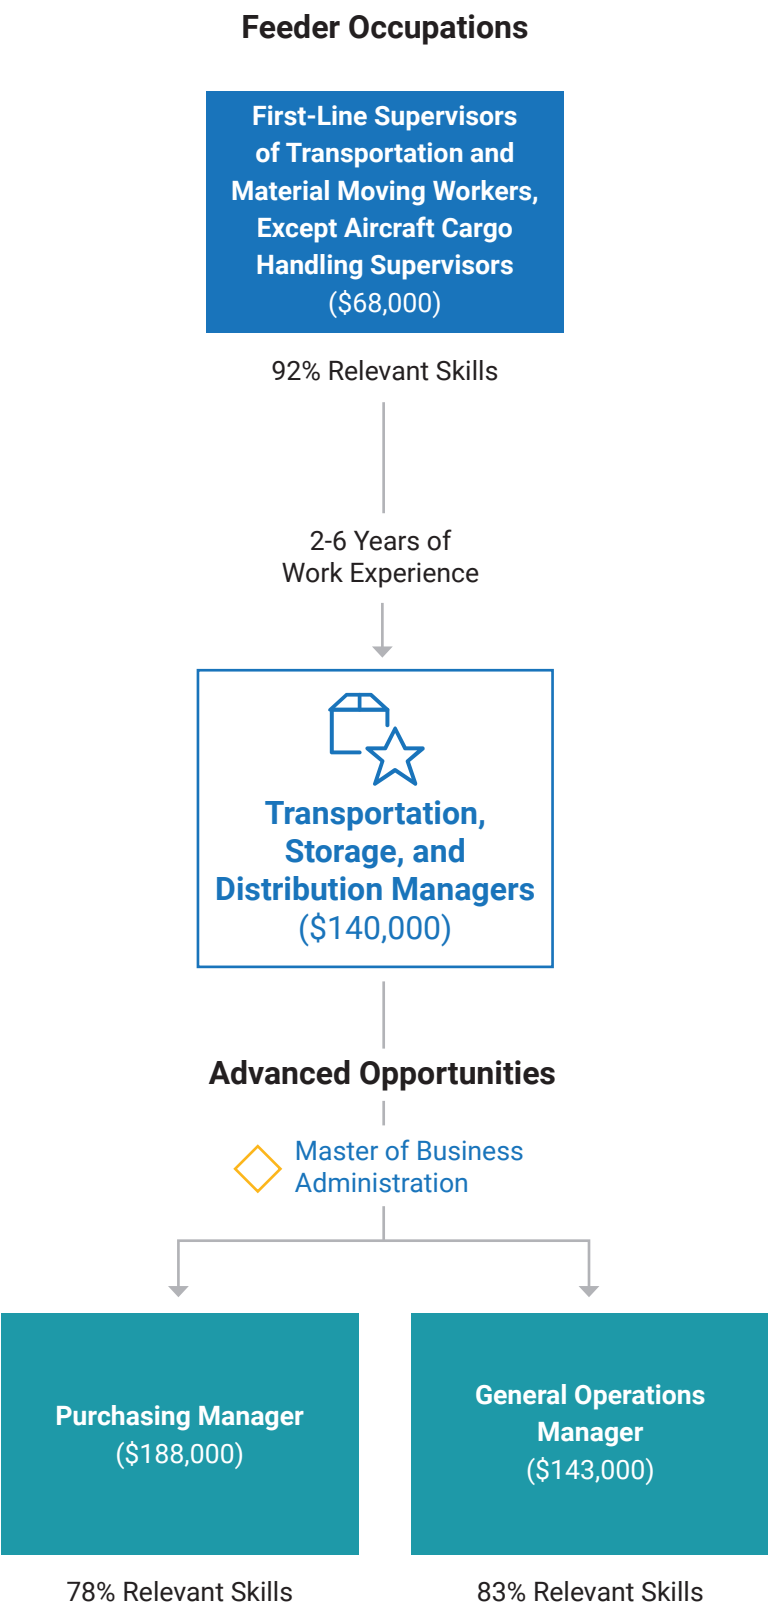 Feeder Occupations
First-Line Supervisors
of Transportation and
Material Moving Workers,
Except Aircraft Cargo
Handling Supervisors
($68,000)
92% Relevant Skills
2-6 Years of
Work Experience
Transportation,
Storage, and
Distribution Managers
($140,000)
Advanced Opportunities
Master of Business
Administration
Purchasing Manager
($188,000)
78% Relevant Skills
General Operations
Manager
($143,000)
83% Relevant Skills